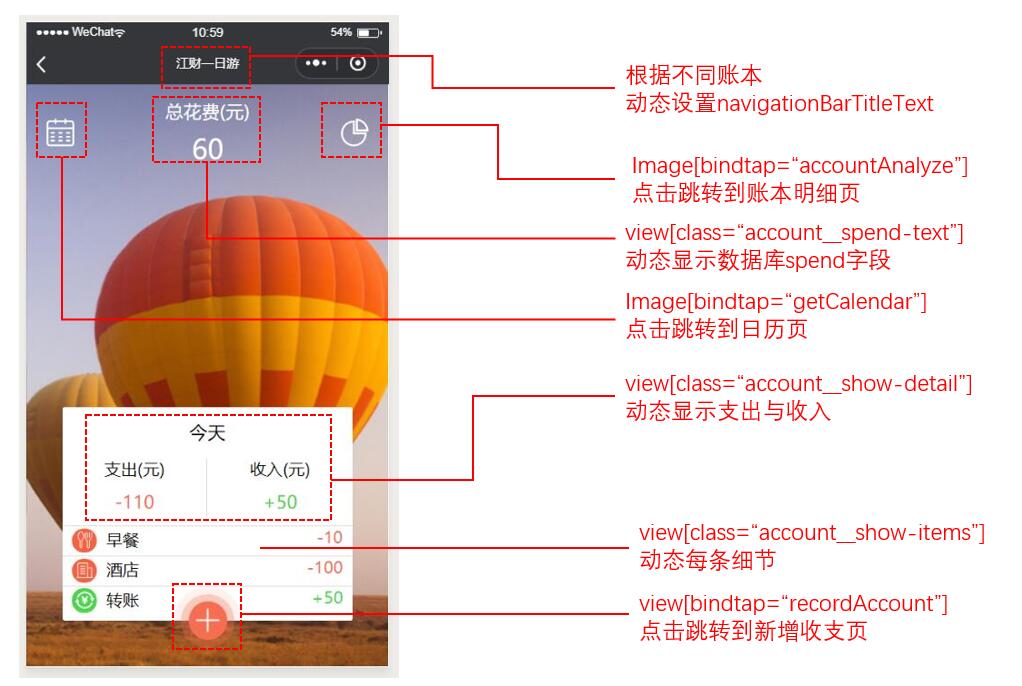 ●●●●● WeChat 10:59 54%
江财一日游
总花费(元)
60
今天
支出(元) 收入(元)
-110 +50
早餐 -10
酒店 -100
转账 +50
根据不同账本
动态设置navigationBarTitleText
Image[bindtap=“accountAnalyze”]
点击跳转到账本明细页
view[class=“account__spend-text”]
动态显示数据库spend字段
Image[bindtap=“getCalendar”]
点击跳转到日历页
view[class=“account__show-detail”]
动态显示支出与收入
view[class=“account__show-items”]
动态每条细节
view[bindtap=“recordAccount”]
点击跳转到新增收支页